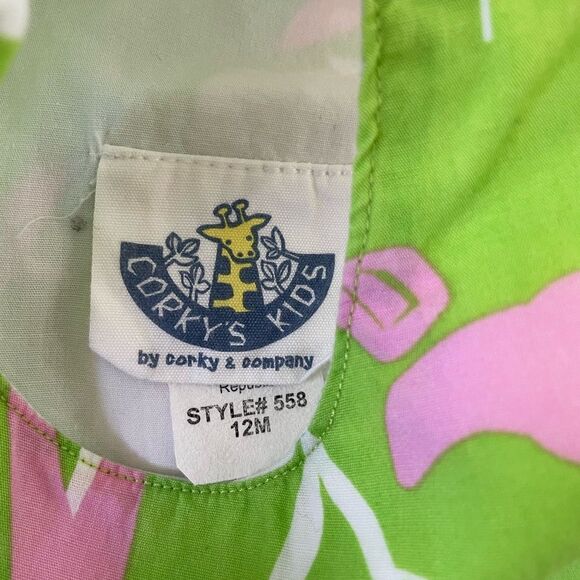 CORKY'S KIDS
by corky & company
STYLE# 558
12M